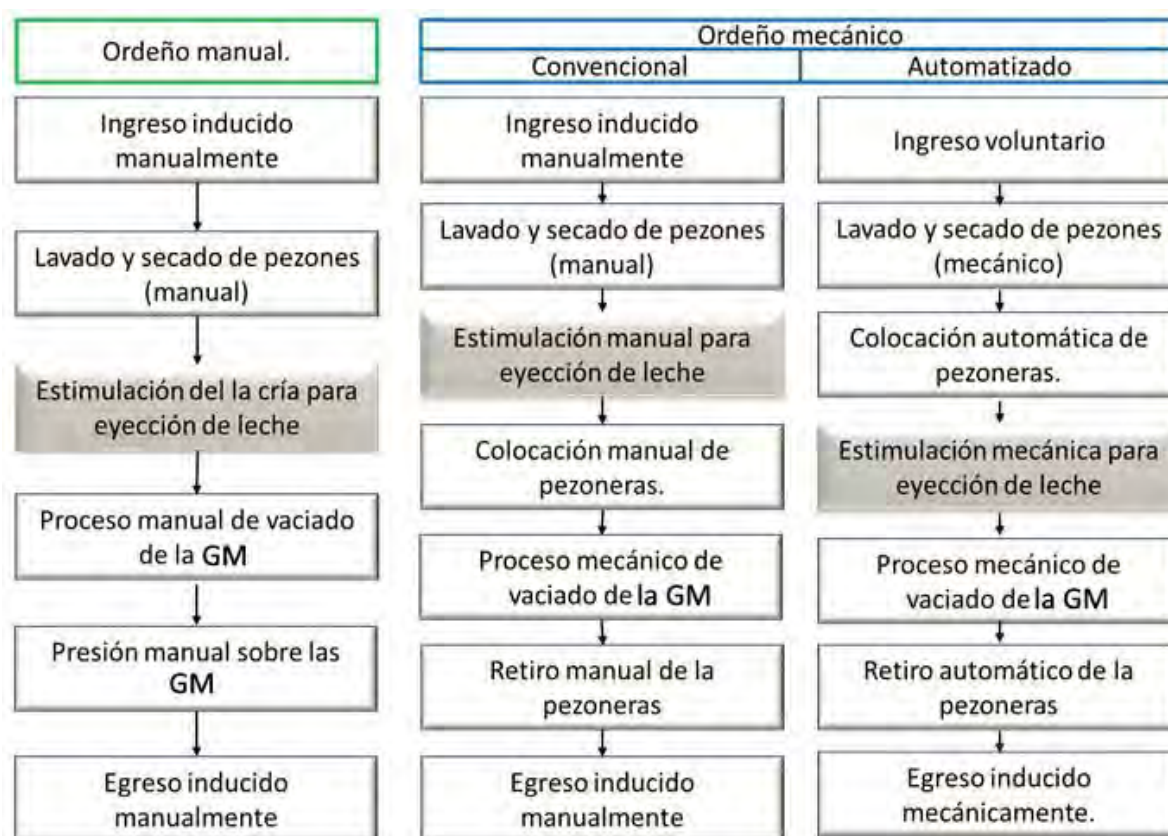 Ordeño manual.
Ingreso inducido
manualmente
Lavado y secado de pezones
(manual)
Estimulación del la cría para
eyección de leche
Proceso manual de vaciado
de la GM
Presión manual sobre las
GM
Egreso inducido
manualmente
Ordeño mecánico
Convencional
Ingreso inducido
manualmente
Lavado y secado de pezones
(manual)
Estimulación manual para
eyección de leche
Colocación manual de
pezoneras.
Proceso mecánico de
vaciado de la GM
Retiro manual de la
pezoneras
Egreso inducido
manualmente
Automatizado
Ingreso voluntario
Lavado y secado de pezones
(mecánico)
Colocación automática de
pezoneras.
Estimulación mecánica para
eyección de leche
Proceso mecánico de
vaciado de la GM
Retiro automático de la
pezoneras
Egreso inducido
mecánicamente.